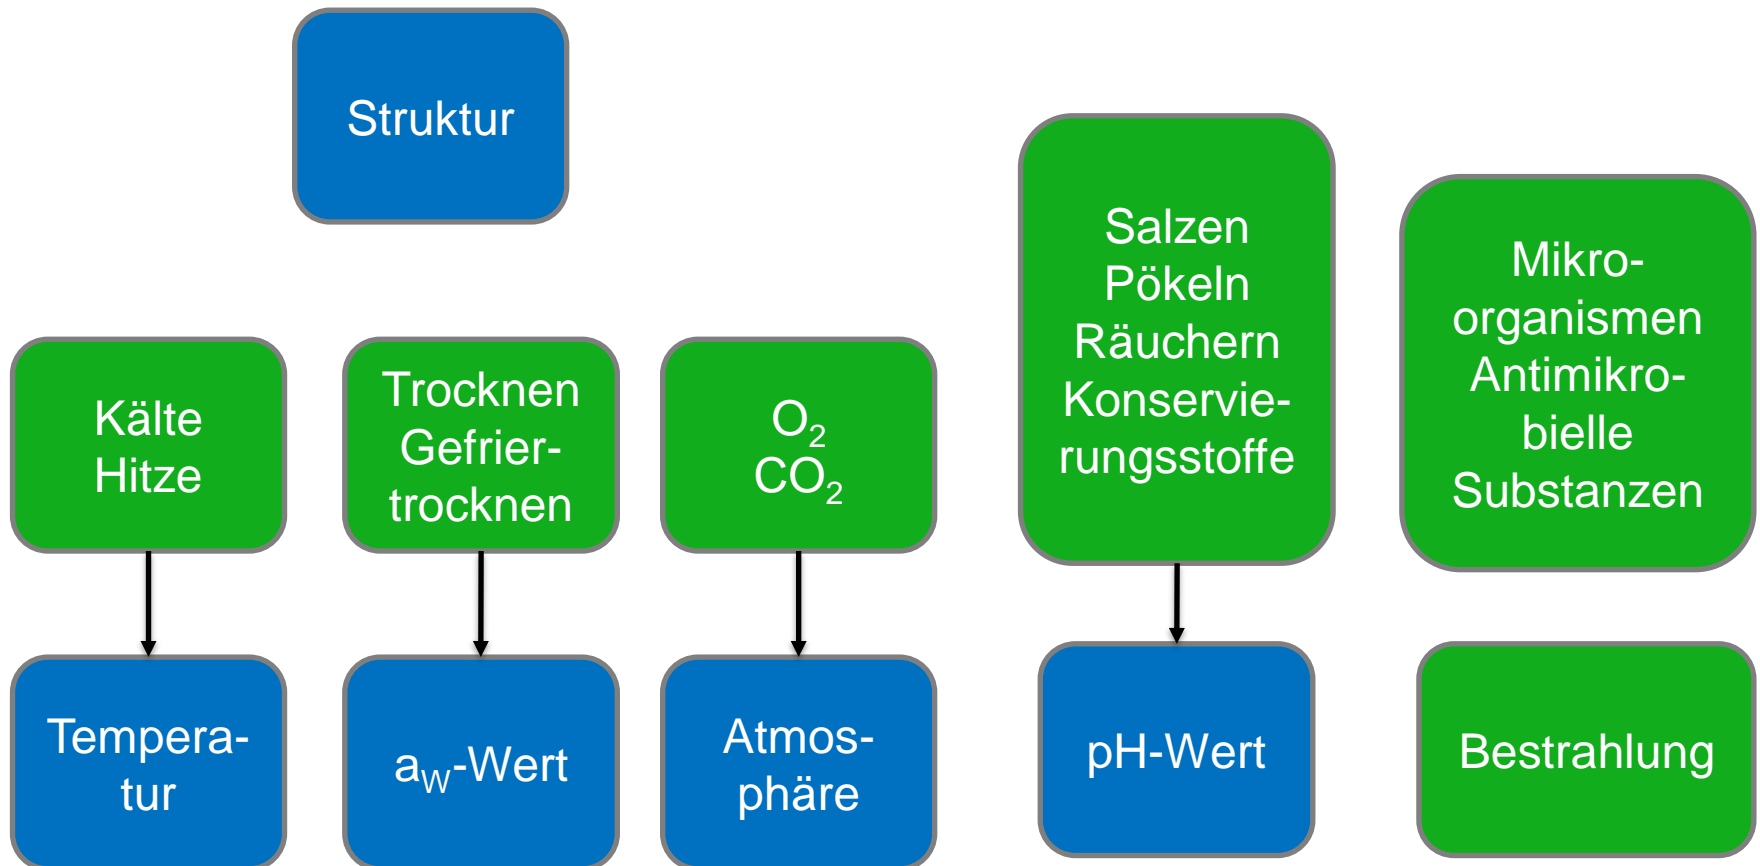 Struktur
Kälte
Hitze
Trocknen
Gefrier-
trocknen
O₂
CO₂
Salzen
Pökeln
Räuchern
Konservie-
rungsstoffe
Mikro-
organismen
Antimikro-
bielle
Substanzen
Tempera-
tur
a_W-Wert
Atmos-
phäre
pH-Wert
Bestrahlung